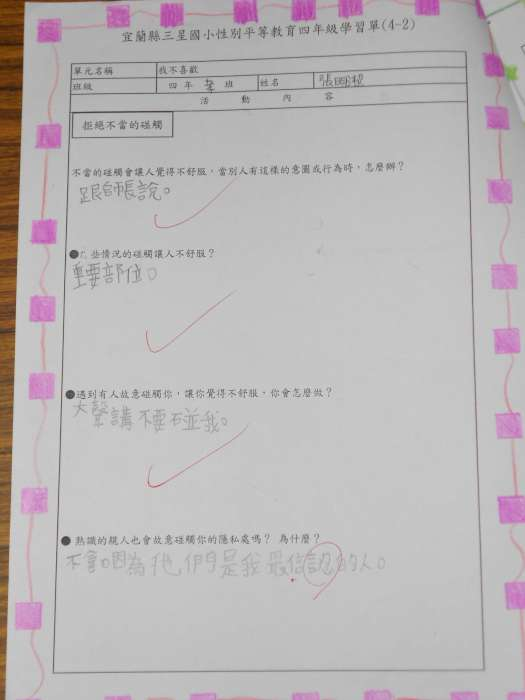 宜蘭縣三星國小性別平等教育四年級學習單(4-2)
單元名稱 我不喜歡
班級 四 年 孝 班 姓名
活 動 內 容
拒絕不當的碰觸
不當的碰觸會讓人覺得不舒服，當別人有這樣的意圖或行為時，怎麼辦？
跟師長說。
些情況的碰觸讓人不舒服？
重要部位。
●遇到有人故意碰觸你，讓你覺得不舒服，你會怎麼做？
大聲講不要碰我。
● 熟識的親人也會故意碰觸你的隱私處嗎？ 為什麼？
不會。因為他們是我最信認的人。